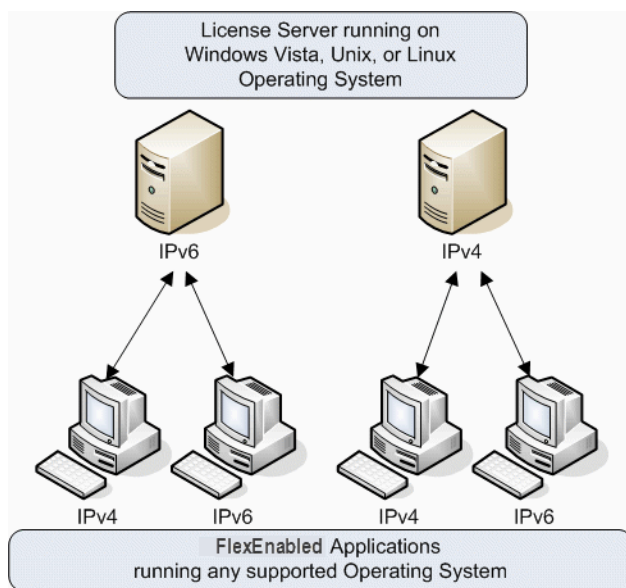 License Server running on
Windows Vista, Unix, or Linux
Operating System
IPv6 IPv4
IPv4 IPv6 IPv4 IPv6
FlexEnabled Applications
running any supported Operating System